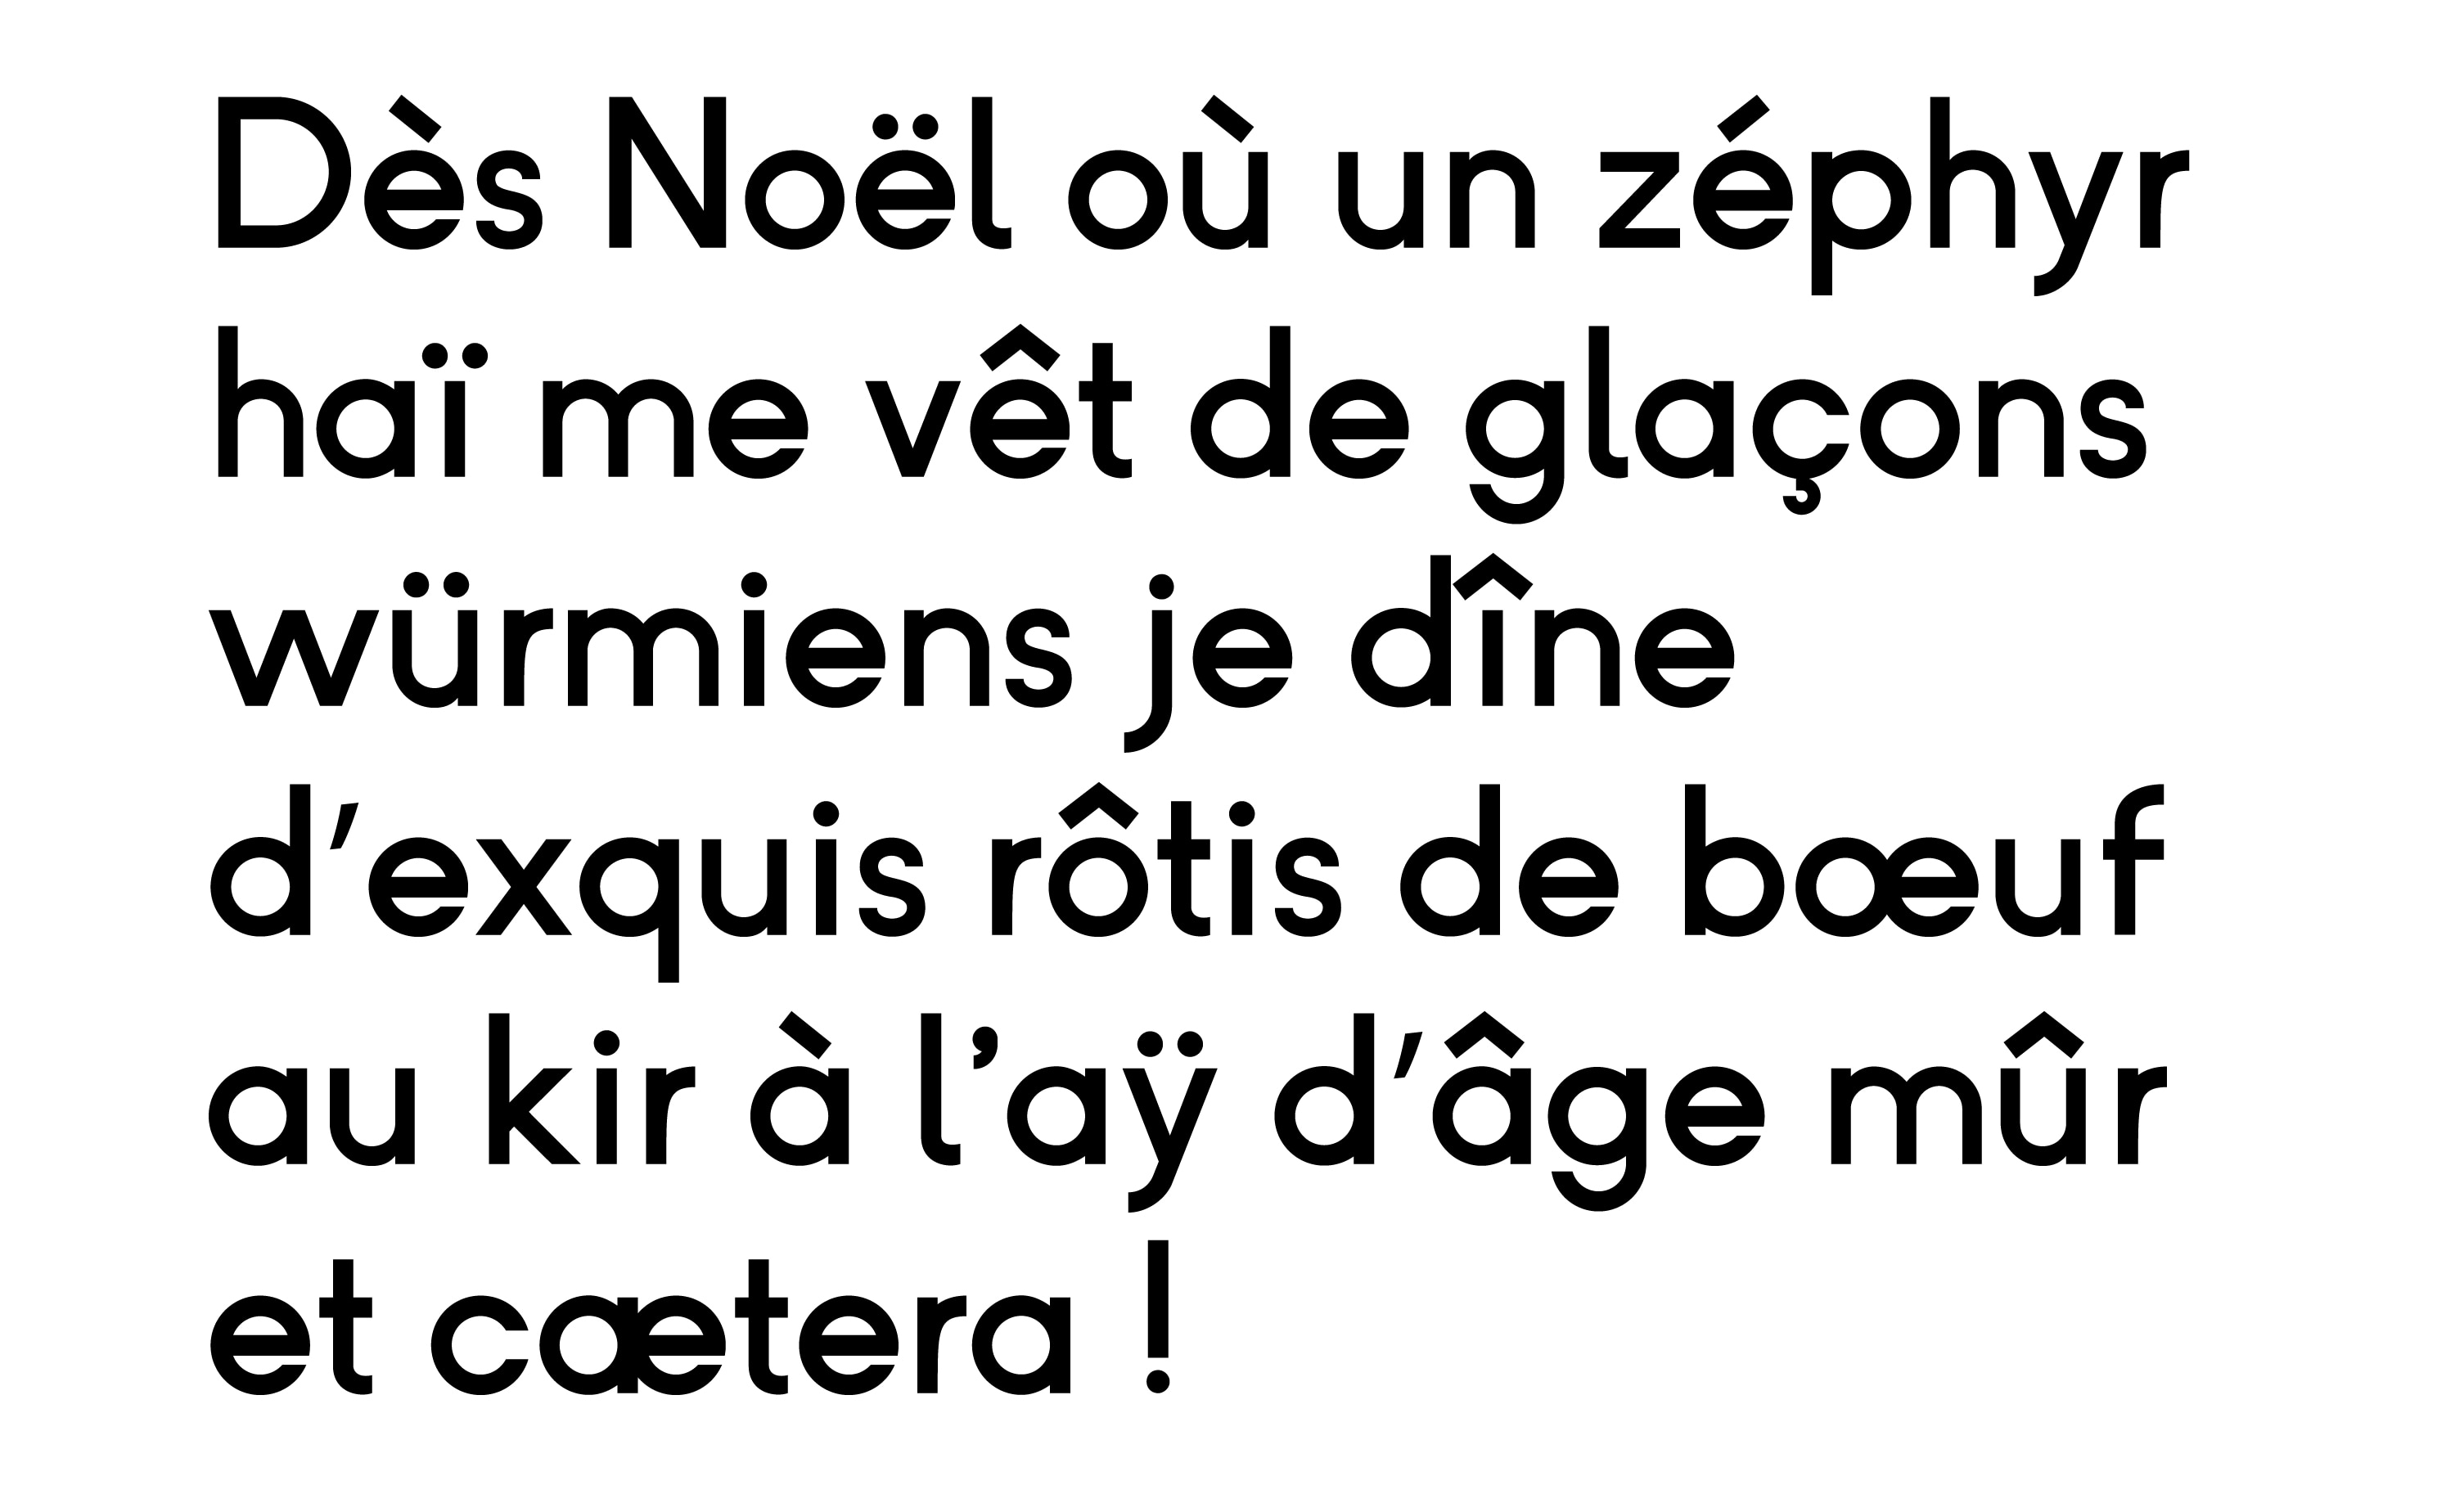 Dès Noël où un zéphyr
haï me vêt de glaçons
würmiens je dîne
d’exquis rôtis de bœuf
au kir à l’aÿ d’âge mûr
et cætera !